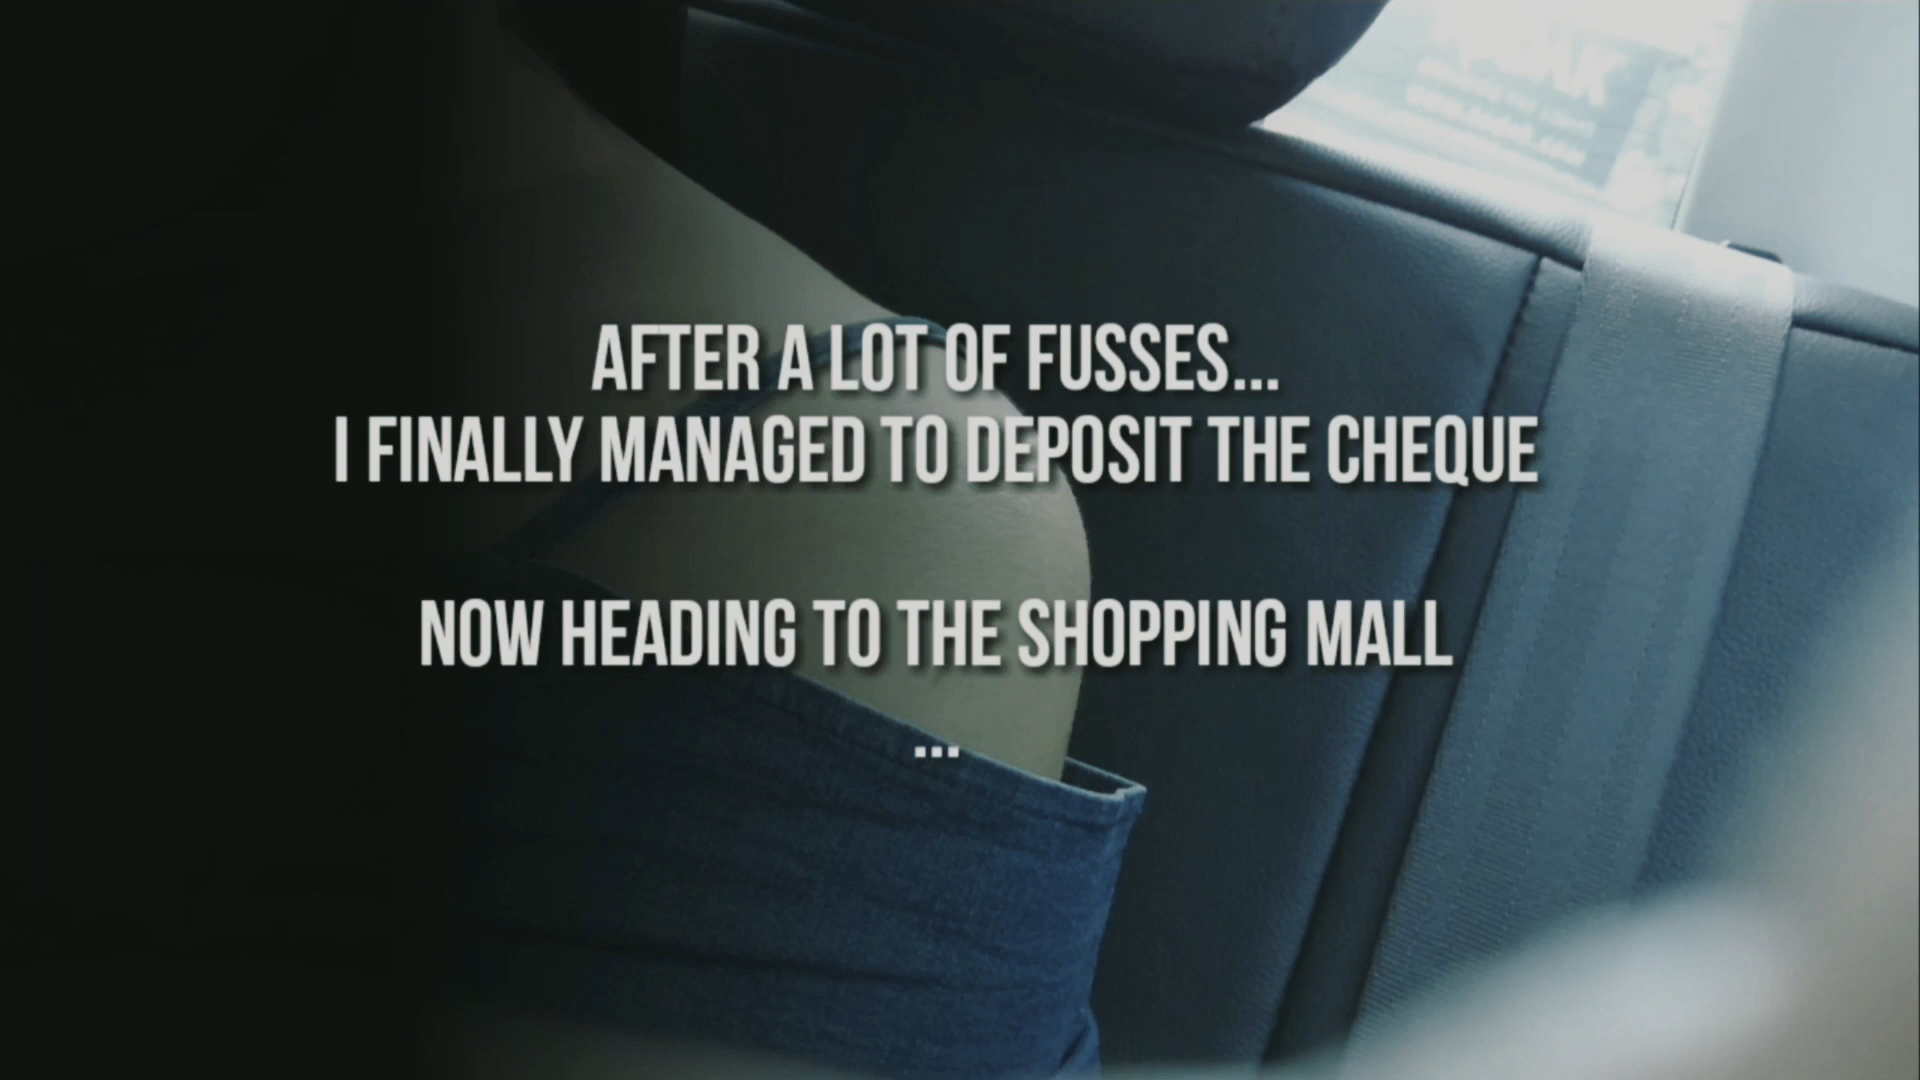 AFTER A LOT OF FUSSES...
I FINALLY MANAGED TO DEPOSIT THE CHEQUE
NOW HEADING TO THE SHOPPING MALL
...